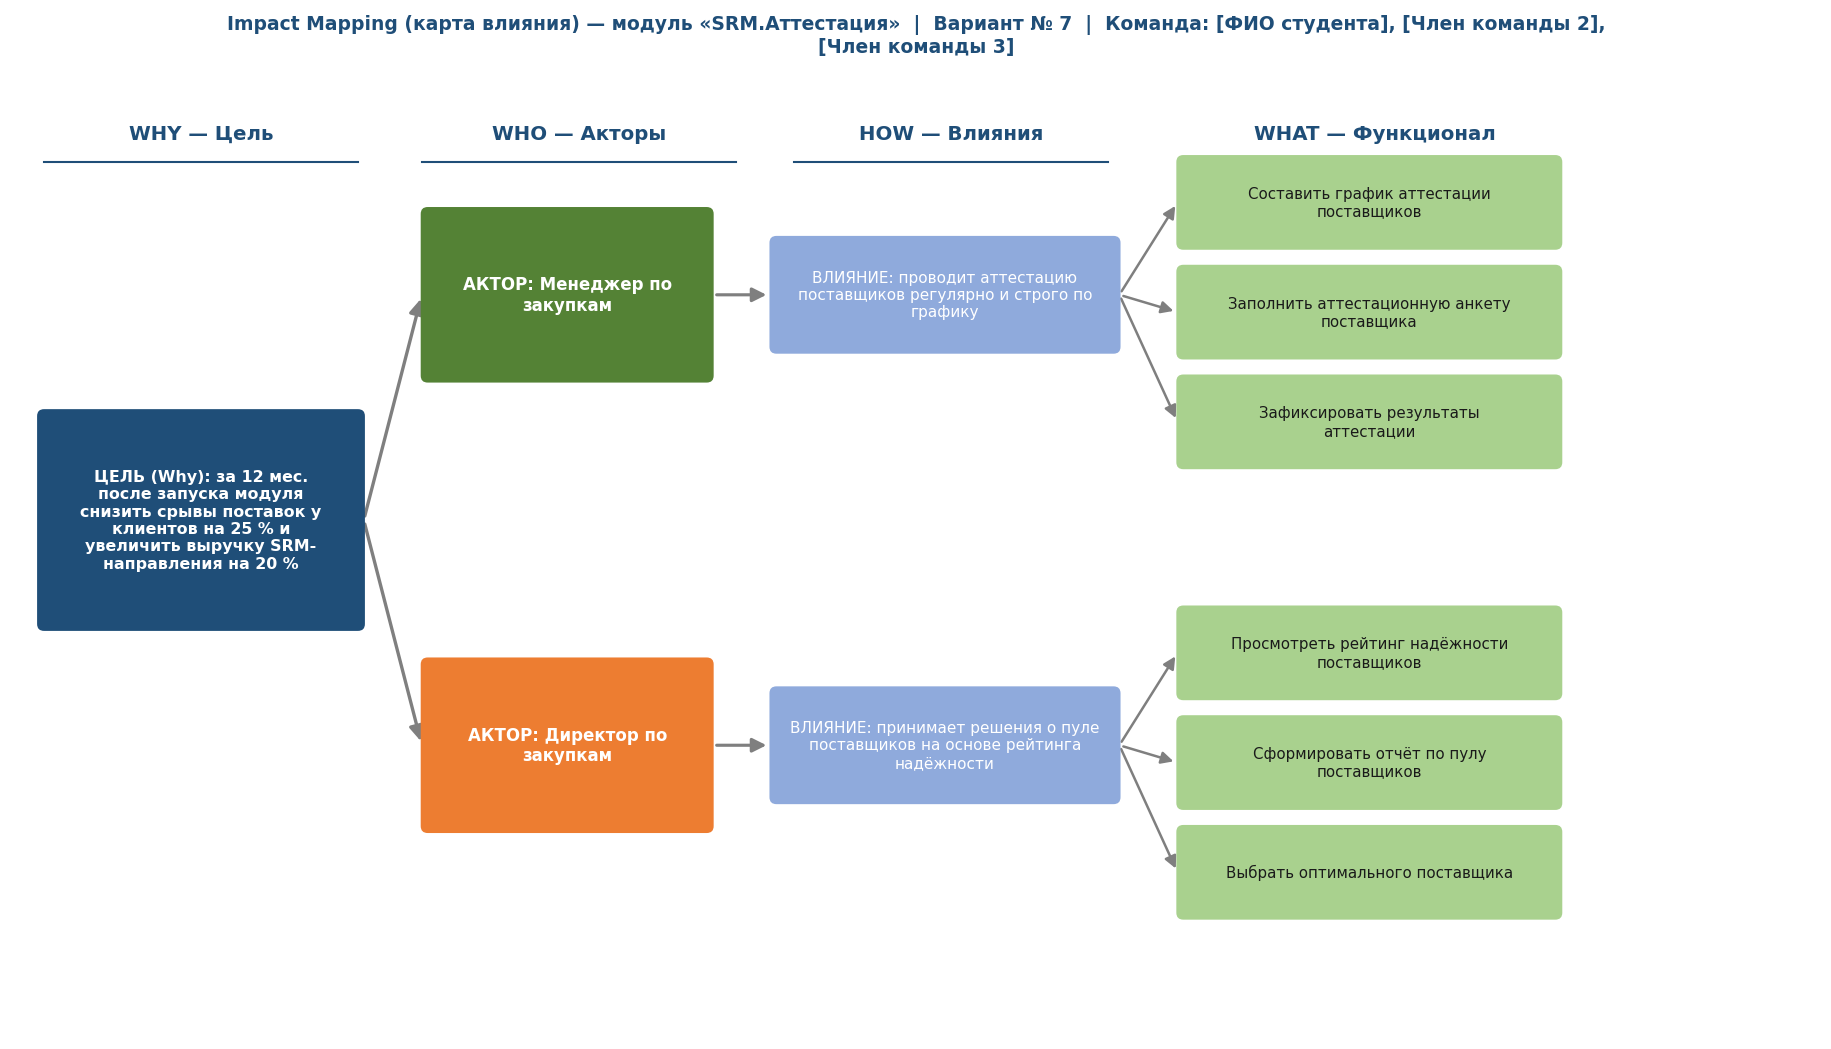 Impact Mapping (карта влияния) — модуль «SRM.Аттестация» | Вариант № 7 | Команда: [ФИО студента], [Член команды 2],
[Член команды 3]
WHY — Цель
WHO — Акторы
HOW — Влияния
WHAT — Функционал
ЦЕЛЬ (Why): за 12 мес.
после запуска модуля
снизить срывы поставок у
клиентов на 25 % и
увеличить выручку SRM-
направления на 20 %
АКТОР: Менеджер по
закупкам
ВЛИЯНИЕ: проводит аттестацию
поставщиков регулярно и строго по
графику
Составить график аттестации
поставщиков
Заполнить аттестационную анкету
поставщика
Зафиксировать результаты
аттестации
АКТОР: Директор по
закупкам
ВЛИЯНИЕ: принимает решения о пуле
поставщиков на основе рейтинга
надёжности
Просмотреть рейтинг надёжности
поставщиков
Сформировать отчёт по пулу
поставщиков
Выбрать оптимального поставщика